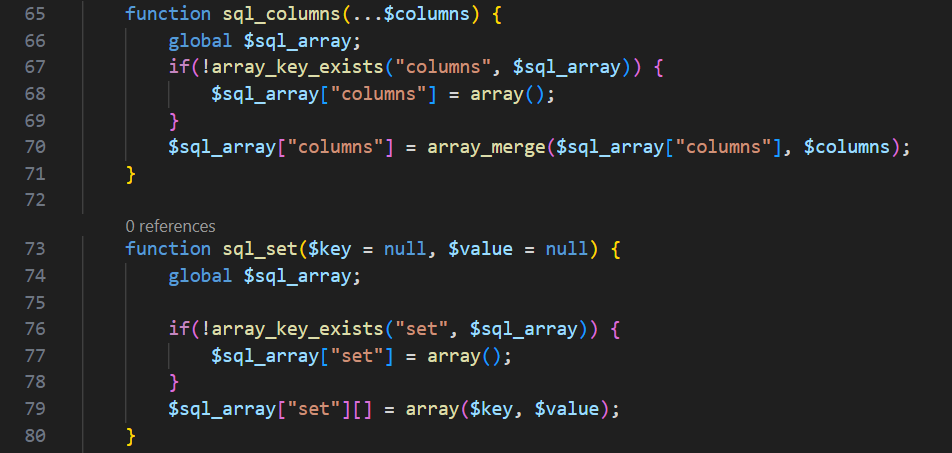 65 function sql_columns(...$columns) {
66 global $sql_array;
67 if(!array_key_exists("columns", $sql_array)) {
68 $sql_array["columns"] = array();
69 }
70 $sql_array["columns"] = array_merge($sql_array["columns"], $columns);
71 }
72
0 references
73 function sql_set($key = null, $value = null) {
74 global $sql_array;
75
76 if(!array_key_exists("set", $sql_array)) {
77 $sql_array["set"] = array();
78 }
79 $sql_array["set"][] = array($key, $value);
80 }